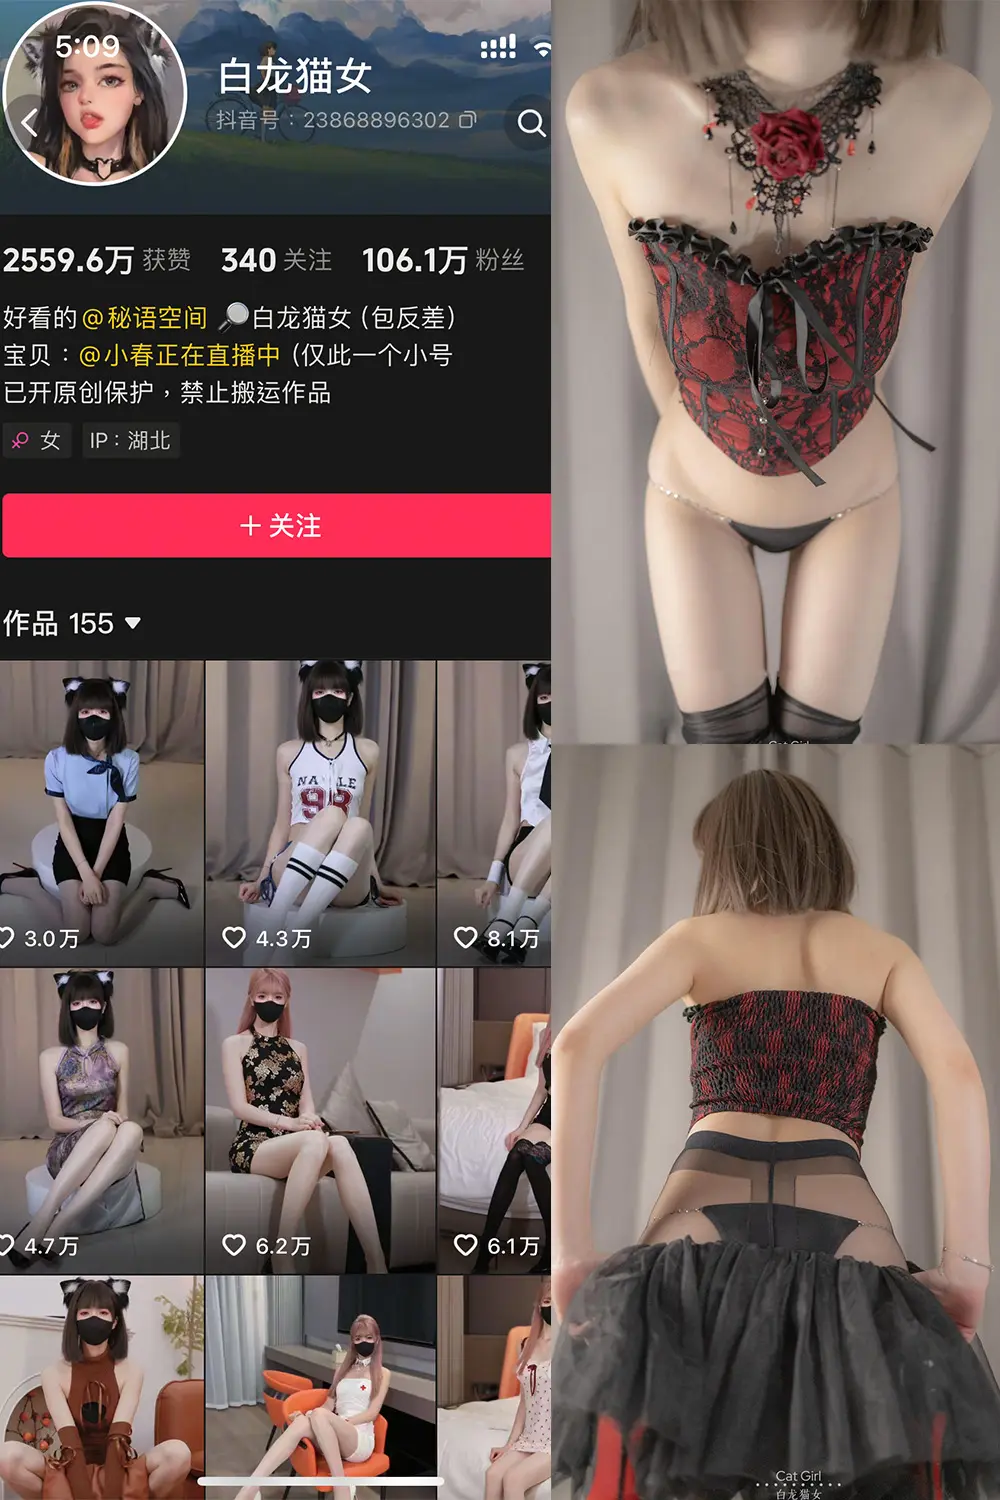 5:09
白龙猫女
抖音号：23868896302
2559.6万 获赞 340 关注 106.1万 粉丝
好看的@秘语空间 🔎白龙猫女 (包反差)
宝贝：@小春正在直播中 (仅此一个小号
已开原创保护，禁止搬运作品
女 IP：湖北
＋关注
作品 155
98
3.0万 4.3万 8.1万
4.7万 6.2万 6.1万
Cat Girl
白龙猫女